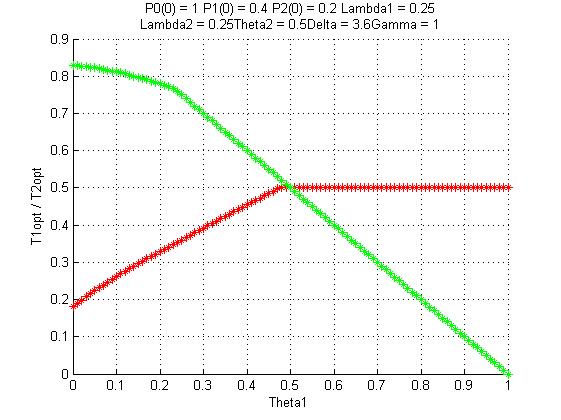 P0(0) = 1 P1(0) = 0.4 P2(0) = 0.2 Lambda1 = 0.25
Lambda2 = 0.25Theta2 = 0.5Delta = 3.6Gamma = 1
0.9
0.8
0.7
0.6
0.5
0.4
0.3
0.2
0.1
0
T1opt / T2opt
0 0.1 0.2 0.3 0.4 0.5 0.6 0.7 0.8 0.9 1
Theta1